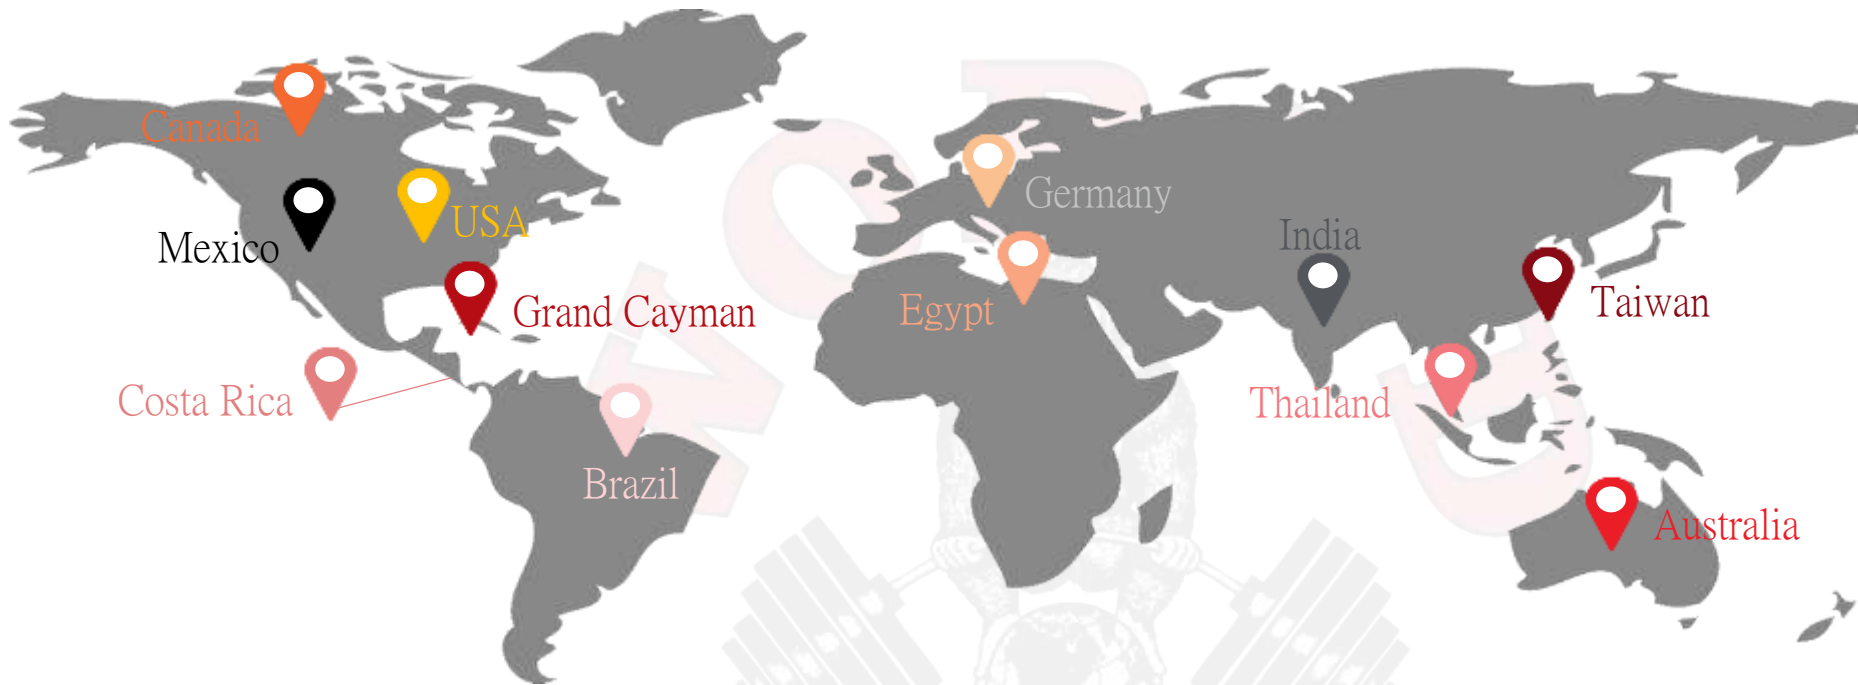 Canada
Germany
USA
India
Mexico
Grand Cayman
Egypt
Taiwan
Costa Rica
Thailand
Brazil
Australia